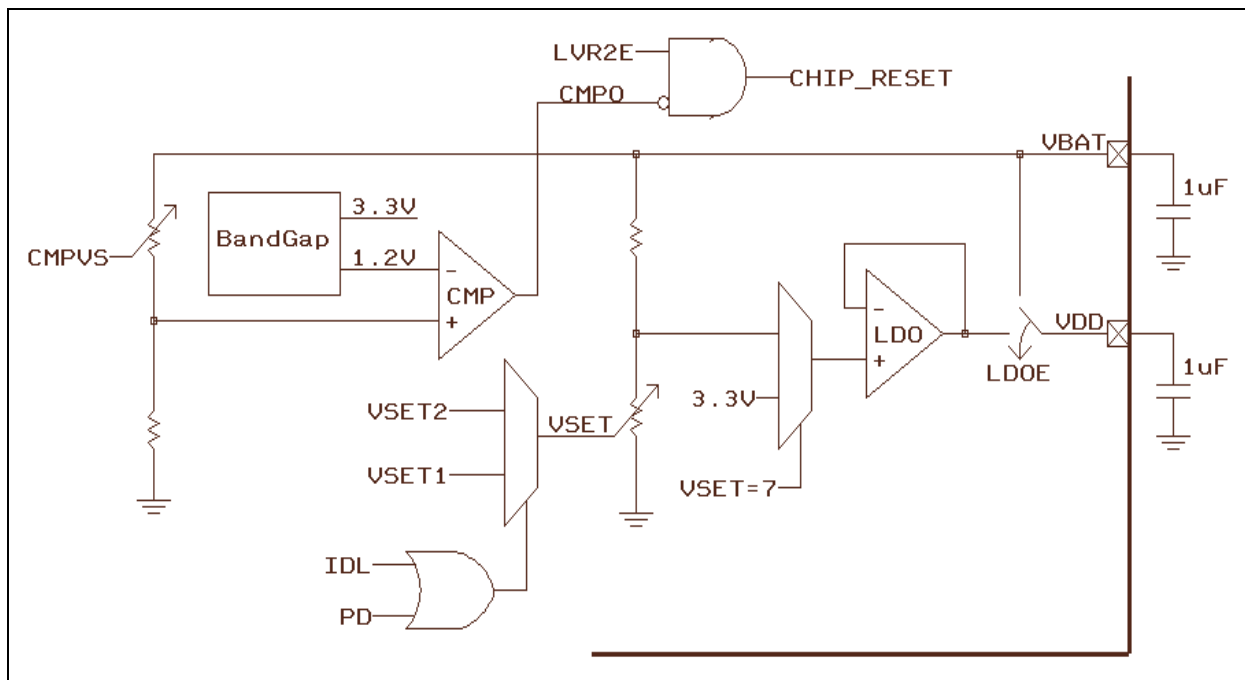 LVR2E
CHIP_RESET
CMPO
VBAT
1uF
3.3V
BandGap
1.2V
CMPVS
-
CMP
+
-
LDO
+
VDD
LDOE
1uF
3.3V
VSET2
VSET
VSET1
VSET=7
IDL
PD